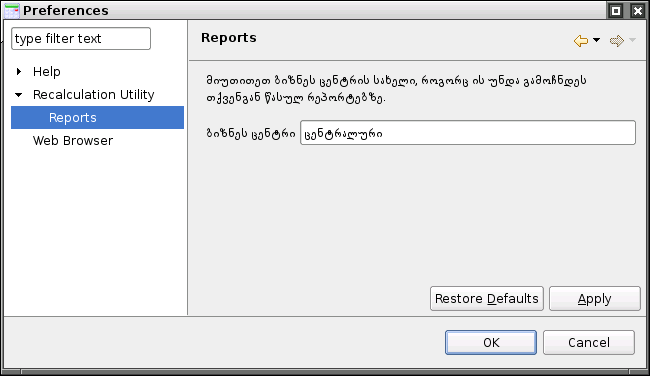 Preferences
type filter text
Reports
Help
Recalculation Utility
Reports
Web Browser
მიუთითეთ ბიზნეს ცენტრის სახელი, როგორც ის უნდა გამოჩნდეს
თქვენგან წასულ რეპორტებზე.
ბიზნეს ცენტრი ცენტრალური
Restore Defaults Apply
OK Cancel